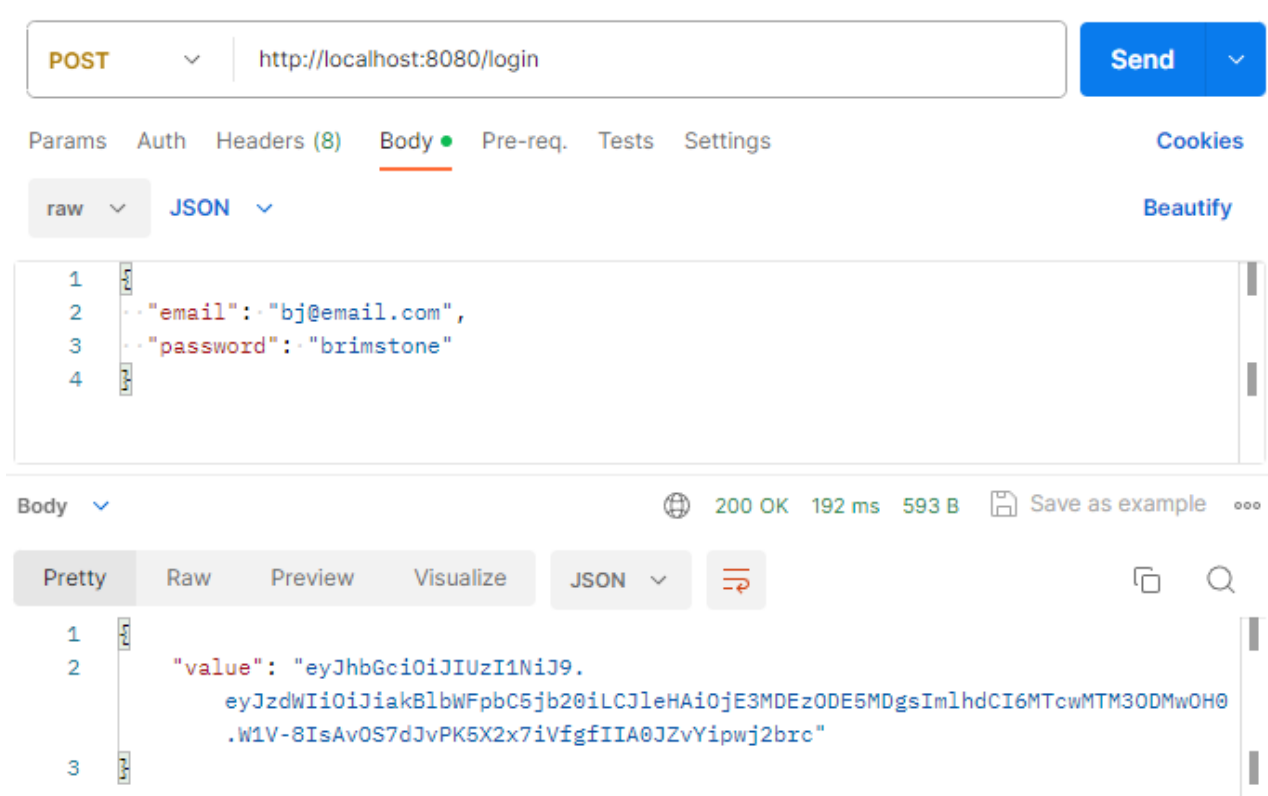 POST http://localhost:8080/login Send
Params Auth Headers (8) Body Pre-req. Tests Settings Cookies
raw JSON Beautify
1 {
2 "email": "bj@email.com",
3 "password": "brimstone"
4 }
Body 200 OK 192 ms 593 B Save as example
Pretty Raw Preview Visualize JSON
1 {
2 "value": "eyJhbGciOiJIUzI1NiJ9.
eyJzdWIiOiJiakBlbWFpbC5jb20iLCJleHAiOjE3MDEzODE5MDgsImlhdCI6MTcwMTM3ODMwOH0
.W1V-8IsAvOS7dJvPK5X2x7iVfgfIIA0JZvYipwj2brc"
3 }